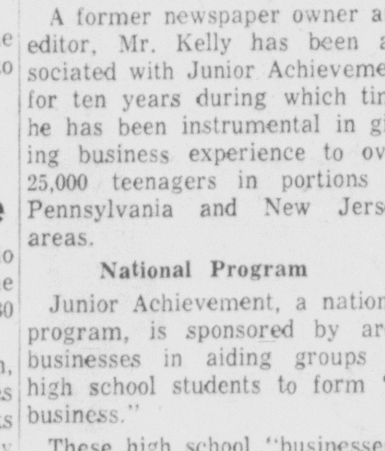 A former newspaper owner a
editor, Mr. Kelly has been a
sociated with Junior Achieveme
for ten years during which tim
he has been instrumental in gi
ing business experience to ov
25,000 teenagers in portions
Pennsylvania and New Jers
areas.
National Program
Junior Achievement, a nation
program, is sponsored by ar
businesses in aiding groups
high school students to form "
business."
These high school "businesse